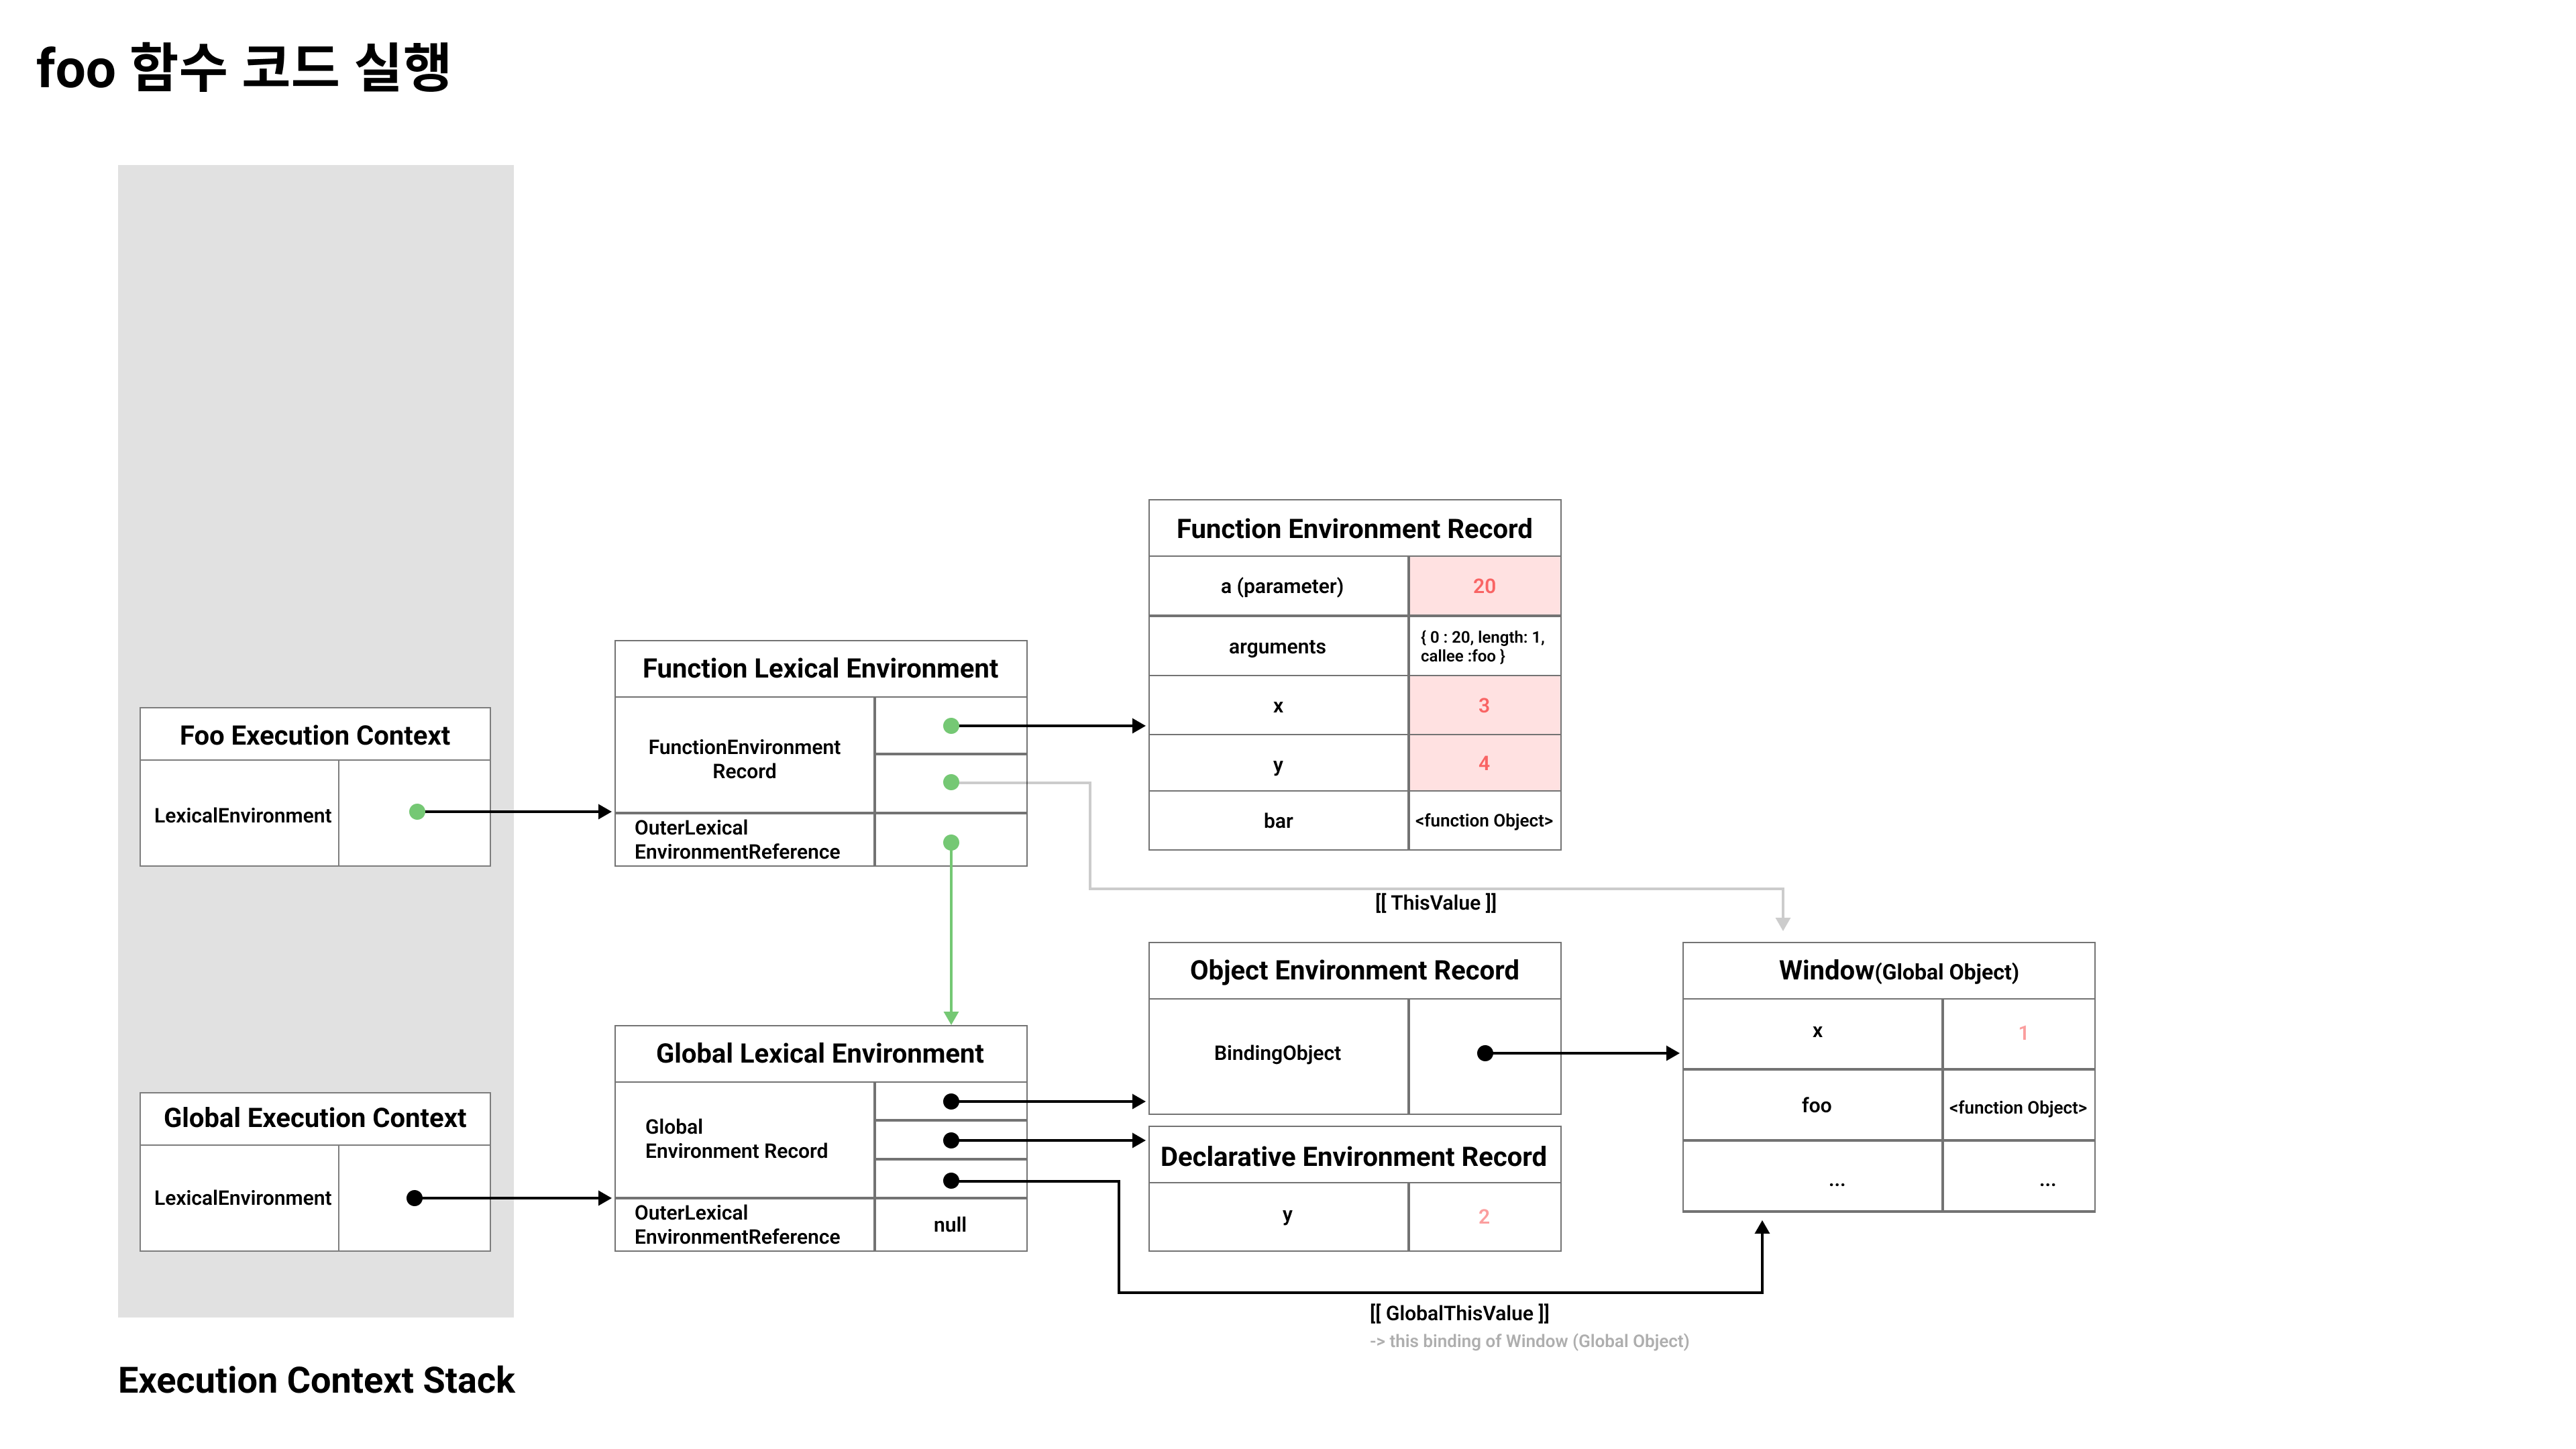 foo 함수 코드 실행
Function Environment Record
a (parameter)
20
arguments
{ 0 : 20, length: 1,
callee :foo }
x
3
y
4
bar
<function Object>
Function Lexical Environment
FunctionEnvironment
Record
OuterLexical
EnvironmentReference
Foo Execution Context
LexicalEnvironment
[[ ThisValue ]]
Object Environment Record
BindingObject
Window(Global Object)
x
1
foo
<function Object>
...
...
Global Lexical Environment
Global
Environment Record
OuterLexical
EnvironmentReference
null
Declarative Environment Record
y
2
Global Execution Context
LexicalEnvironment
[[ GlobalThisValue ]]
-> this binding of Window (Global Object)
Execution Context Stack